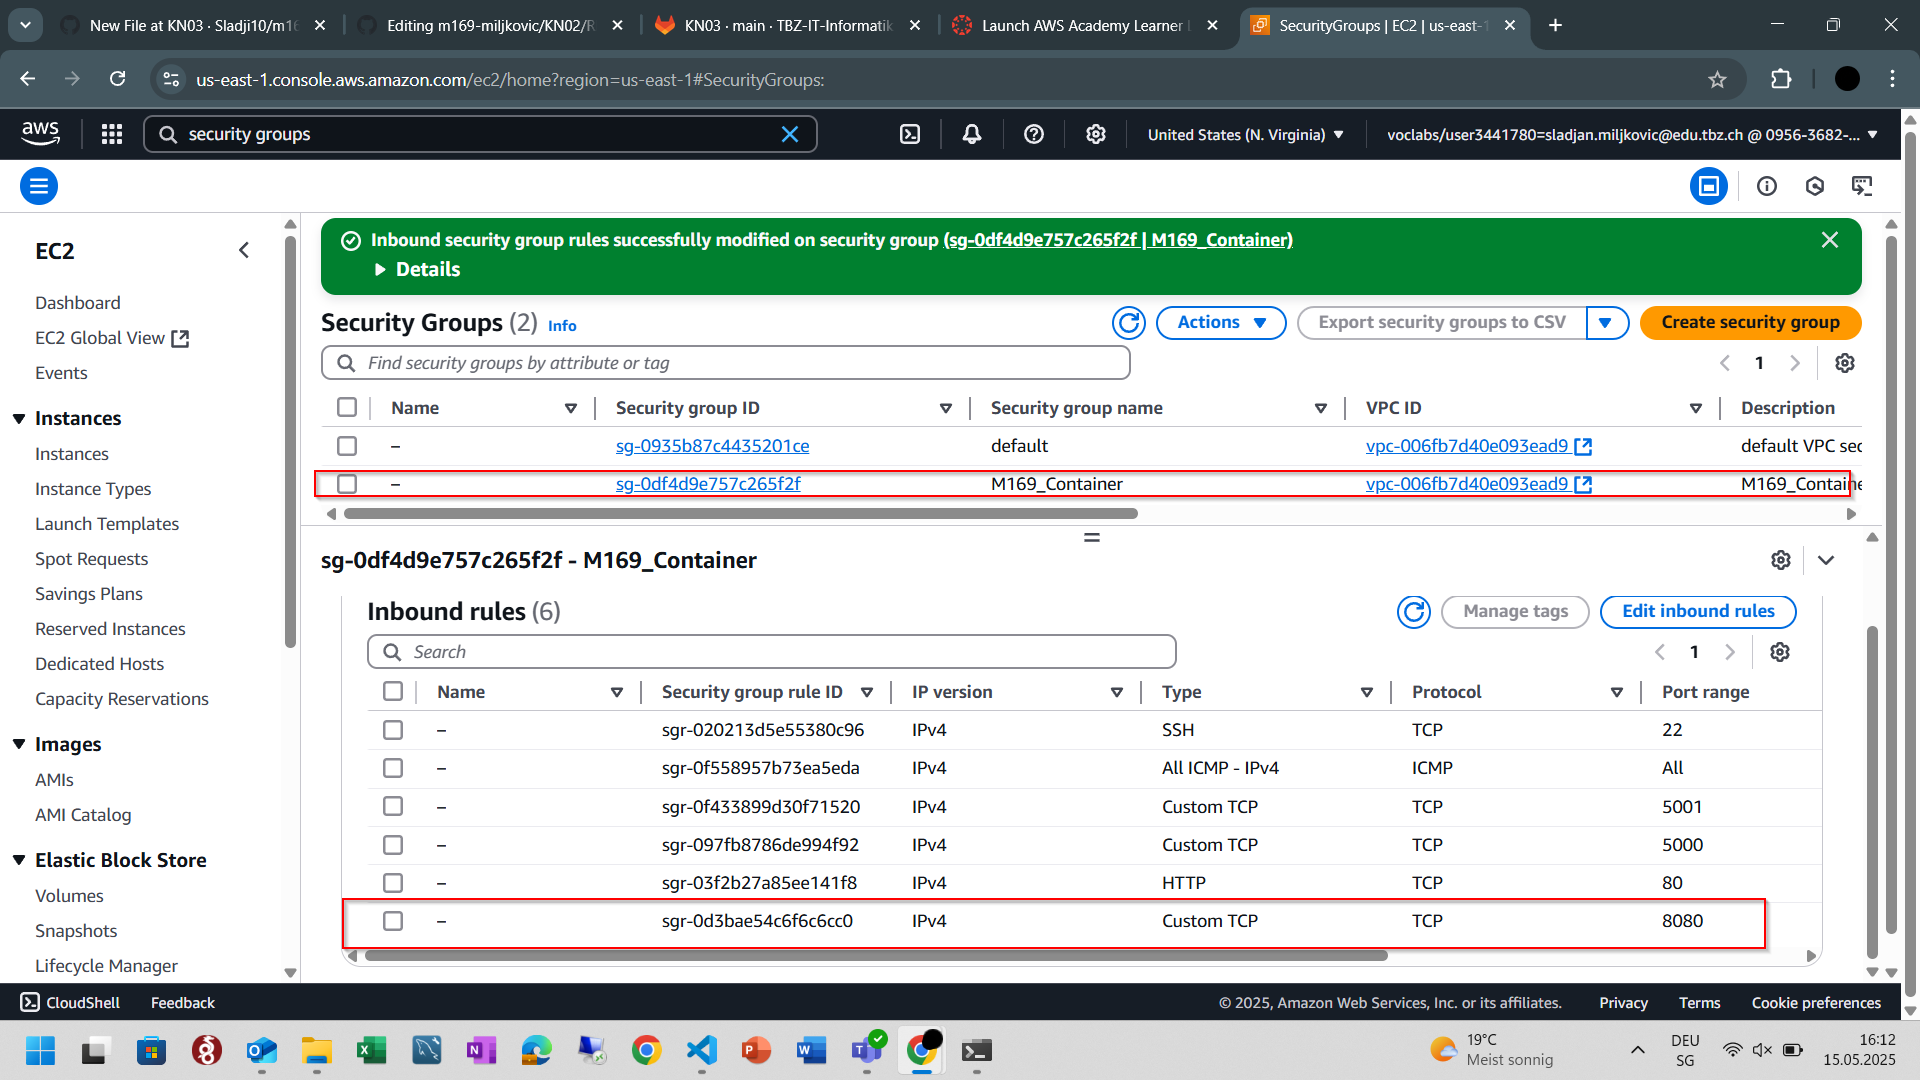 New File at KN03 · Sladji10/m16
Editing m169-miljkovic/KN02/R
KN03 · main · TBZ-IT-Informatik
Launch AWS Academy Learner L
SecurityGroups | EC2 | us-east-1
us-east-1.console.aws.amazon.com/ec2/home?region=us-east-1#SecurityGroups:
aws
security groups
United States (N. Virginia)
voclabs/user3441780=sladjan.miljkovic@edu.tbz.ch @ 0956-3682-...
EC2
Dashboard
EC2 Global View
Events
Instances
Instances
Instance Types
Launch Templates
Spot Requests
Savings Plans
Reserved Instances
Dedicated Hosts
Capacity Reservations
Images
AMIs
AMI Catalog
Elastic Block Store
Volumes
Snapshots
Lifecycle Manager
Inbound security group rules successfully modified on security group (sg-0df4d9e757c265f2f | M169_Container)
Details
Security Groups (2) Info
Actions
Export security groups to CSV
Create security group
Find security groups by attribute or tag
1
Name Security group ID Security group name VPC ID Description
– sg-0935b87c4435201ce default vpc-006fb7d40e093ead9 default VPC sec
– sg-0df4d9e757c265f2f M169_Container vpc-006fb7d40e093ead9 M169_Containe
sg-0df4d9e757c265f2f - M169_Container
Inbound rules (6)
Manage tags
Edit inbound rules
Search
1
Name Security group rule ID IP version Type Protocol Port range
– sgr-020213d5e55380c96 IPv4 SSH TCP 22
– sgr-0f558957b73ea5eda IPv4 All ICMP - IPv4 ICMP All
– sgr-0f433899d30f71520 IPv4 Custom TCP TCP 5001
– sgr-097fb8786de994f92 IPv4 Custom TCP TCP 5000
– sgr-03f2b27a85ee141f8 IPv4 HTTP TCP 80
– sgr-0d3bae54c6f6c6cc0 IPv4 Custom TCP TCP 8080
CloudShell
Feedback
© 2025, Amazon Web Services, Inc. or its affiliates.
Privacy
Terms
Cookie preferences
19°C
Meist sonnig
DEU
SG
16:12
15.05.2025